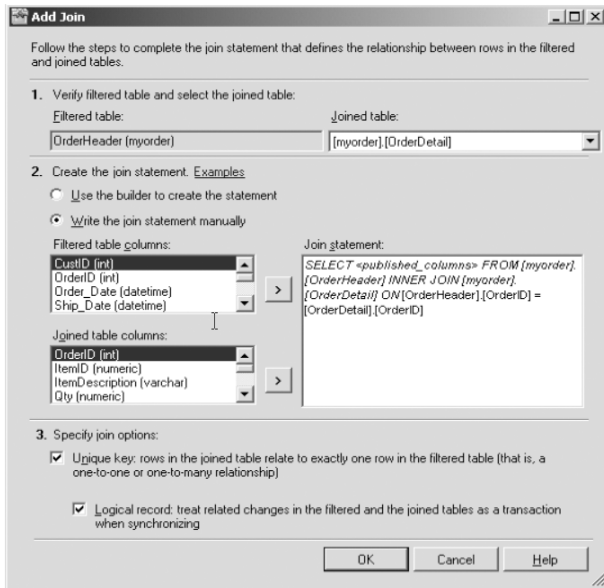 Add Join
Follow the steps to complete the join statement that defines the relationship between rows in the filtered
and joined tables.
1. Verify filtered table and select the joined table:
Filtered table:
Joined table:
OrderHeader (myorder)
[myorder].[OrderDetail]
2. Create the join statement. Examples
Use the builder to create the statement
Write the join statement manually
Filtered table columns:
CustID (int)
OrderID (int)
Order_Date (datetime)
Ship_Date (datetime)
>
Join statement:
SELECT <published_columns> FROM [myorder].
[OrderHeader] INNER JOIN [myorder].
[OrderDetail] ON [OrderHeader].[OrderID] =
[OrderDetail].[OrderID]
Joined table columns:
OrderID (int)
ItemID (numeric)
ItemDescription (varchar)
Qty (numeric)
>
3. Specify join options:
Unique key: rows in the joined table relate to exactly one row in the filtered table (that is, a
one-to-one or one-to-many relationship)
Logical record: treat related changes in the filtered and the joined tables as a transaction
when synchronizing
OK
Cancel
Help